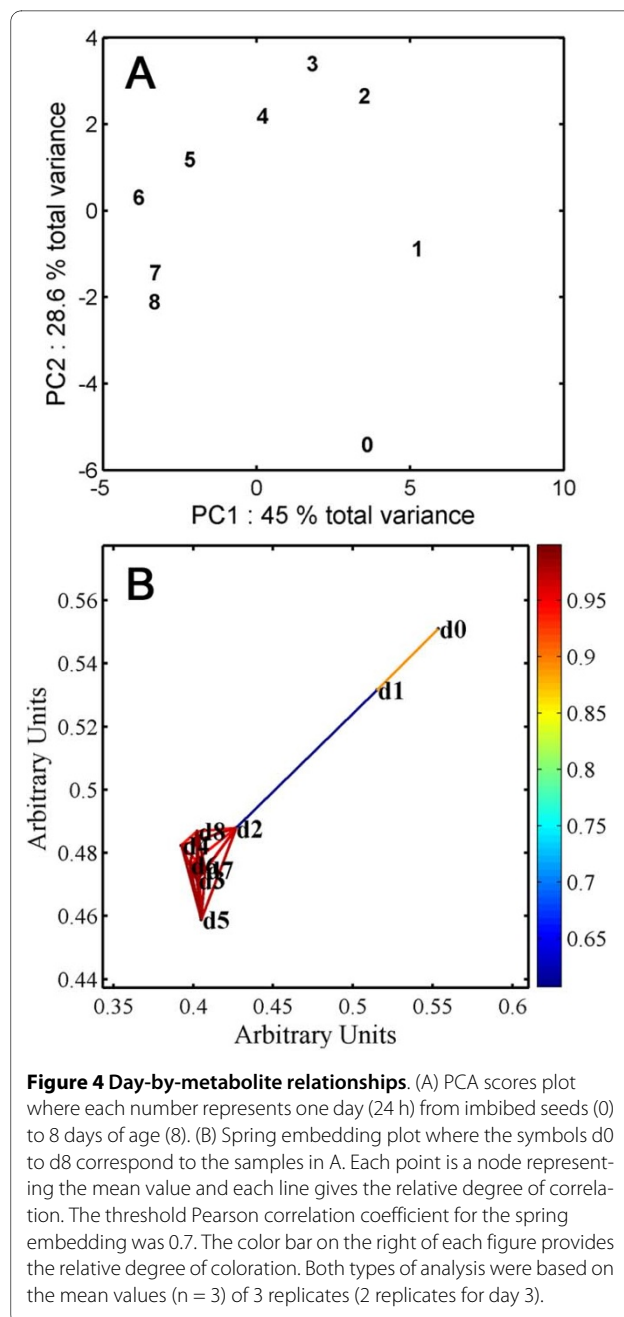 A
4
2
0
-2
-4
-6
PC2 : 28.6 % total variance
3
2
4
5
6
1
7
8
0
-5 0 5 10
PC1 : 45 % total variance
B
0.56
0.54
0.52
0.5
0.48
0.46
0.44
Arbitrary Units
d0
d1
d8 d2
d4
d6 d7
d3
d5
0.35 0.4 0.45 0.5 0.55 0.6
Arbitrary Units
0.95
0.9
0.85
0.8
0.75
0.7
0.65
Figure 4 Day-by-metabolite relationships. (A) PCA scores plot
where each number represents one day (24 h) from imbibed seeds (0)
to 8 days of age (8). (B) Spring embedding plot where the symbols d0
to d8 correspond to the samples in A. Each point is a node represent-
ing the mean value and each line gives the relative degree of correla-
tion. The threshold Pearson correlation coefficient for the spring
embedding was 0.7. The color bar on the right of each figure provides
the relative degree of coloration. Both types of analysis were based on
the mean values (n = 3) of 3 replicates (2 replicates for day 3).